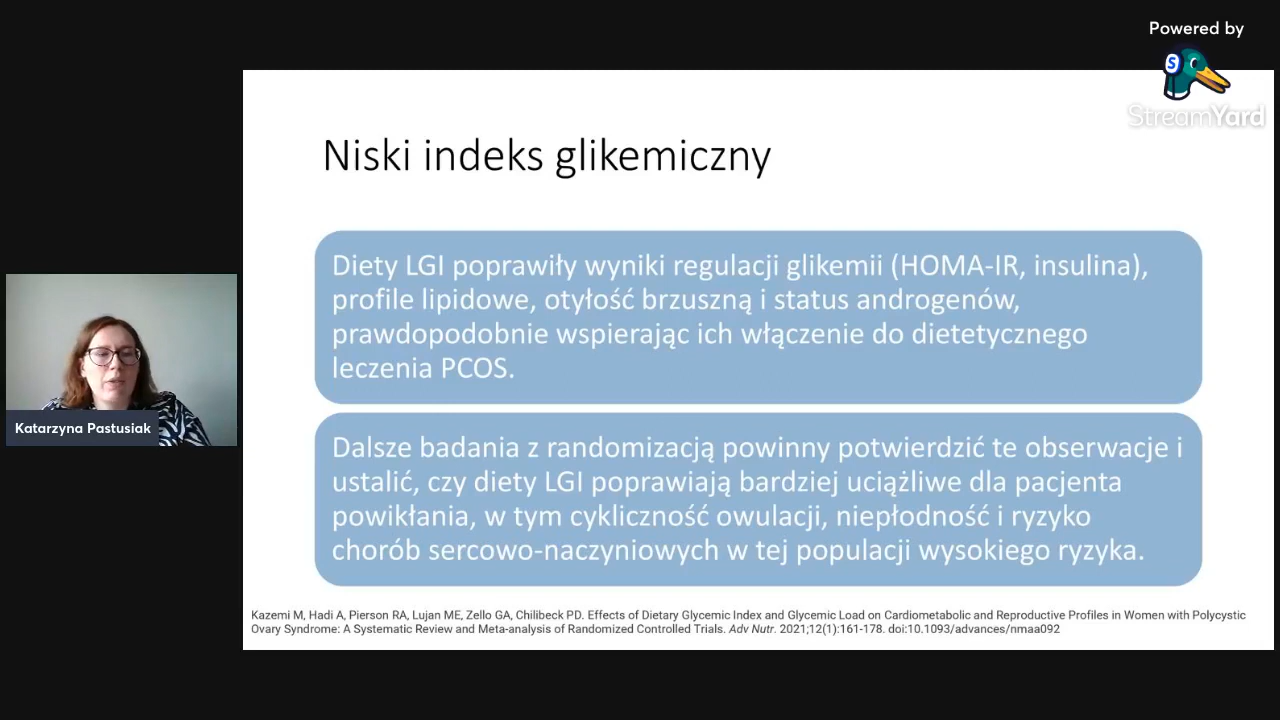 Powered by
StreamYard
Niski indeks glikemiczny
Diety LGI poprawiły wyniki regulacji glikemii (HOMA-IR, insulina),
profile lipidowe, otyłość brzuszną i status androgenów,
prawdopodobnie wspierając ich włączenie do dietetycznego
leczenia PCOS.
Katarzyna Pastusiak
Dalsze badania z randomizacją powinny potwierdzić te obserwacje i
ustalić, czy diety LGI poprawiają bardziej uciążliwe dla pacjenta
powikłania, w tym cykliczność owulacji, niepłodność i ryzyko
chorób sercowo-naczyniowych w tej populacji wysokiego ryzyka.
Kazemi M, Hadi A, Pierson RA, Lujan ME, Zello GA, Chilibeck PD. Effects of Dietary Glycemic Index and Glycemic Load on Cardiometabolic and Reproductive Profiles in Women with Polycystic
Ovary Syndrome: A Systematic Review and Meta-analysis of Randomized Controlled Trials. Adv Nutr. 2021;12(1):161-178. doi:10.1093/advances/nmaa092